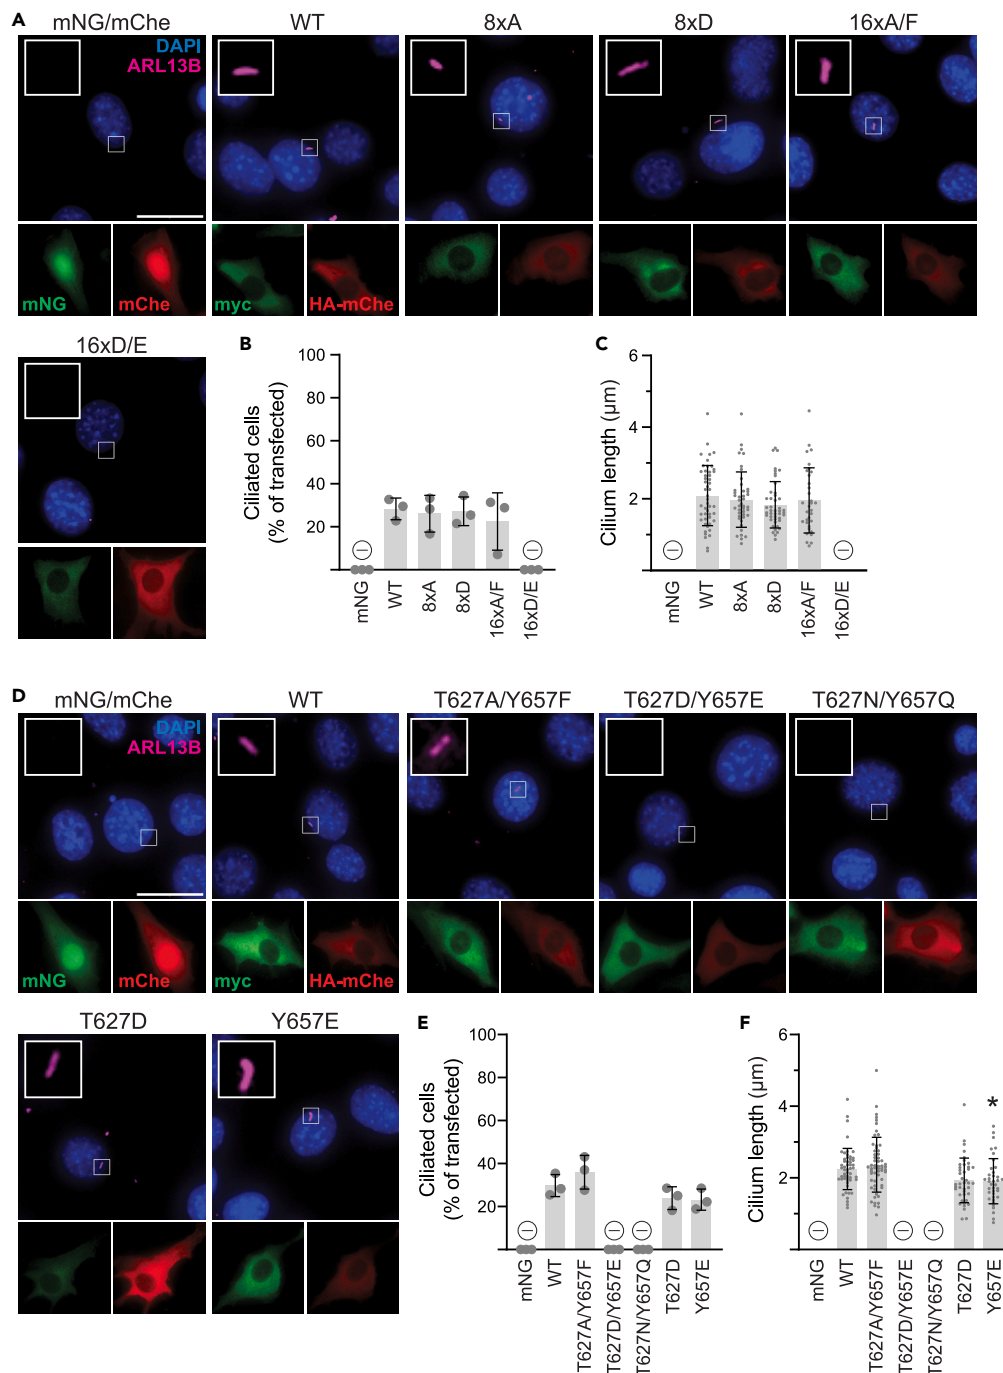 A
mNG/mChe
WT
8xA
8xD
16xA/F
DAPI
ARL13B
mNG
mChe
myc
HA-mChe
16xD/E
B
Ciliated cells
(% of transfected)
100
80
60
40
20
mNG
WT
8xA
8xD
16xA/F
16xD/E
C
Cilium length (μm)
6
4
2
mNG
WT
8xA
8xD
16xA/F
16xD/E
D
mNG/mChe
WT
T627A/Y657F
T627D/Y657E
T627N/Y657Q
DAPI
ARL13B
mNG
mChe
myc
HA-mChe
T627D
Y657E
E
Ciliated cells
(% of transfected)
100
80
60
40
20
mNG
WT
T627A/Y657F
T627D/Y657E
T627N/Y657Q
T627D
Y657E
F
Cilium length (μm)
6
4
2
*
mNG
WT
T627A/Y657F
T627D/Y657E
T627N/Y657Q
T627D
Y657E